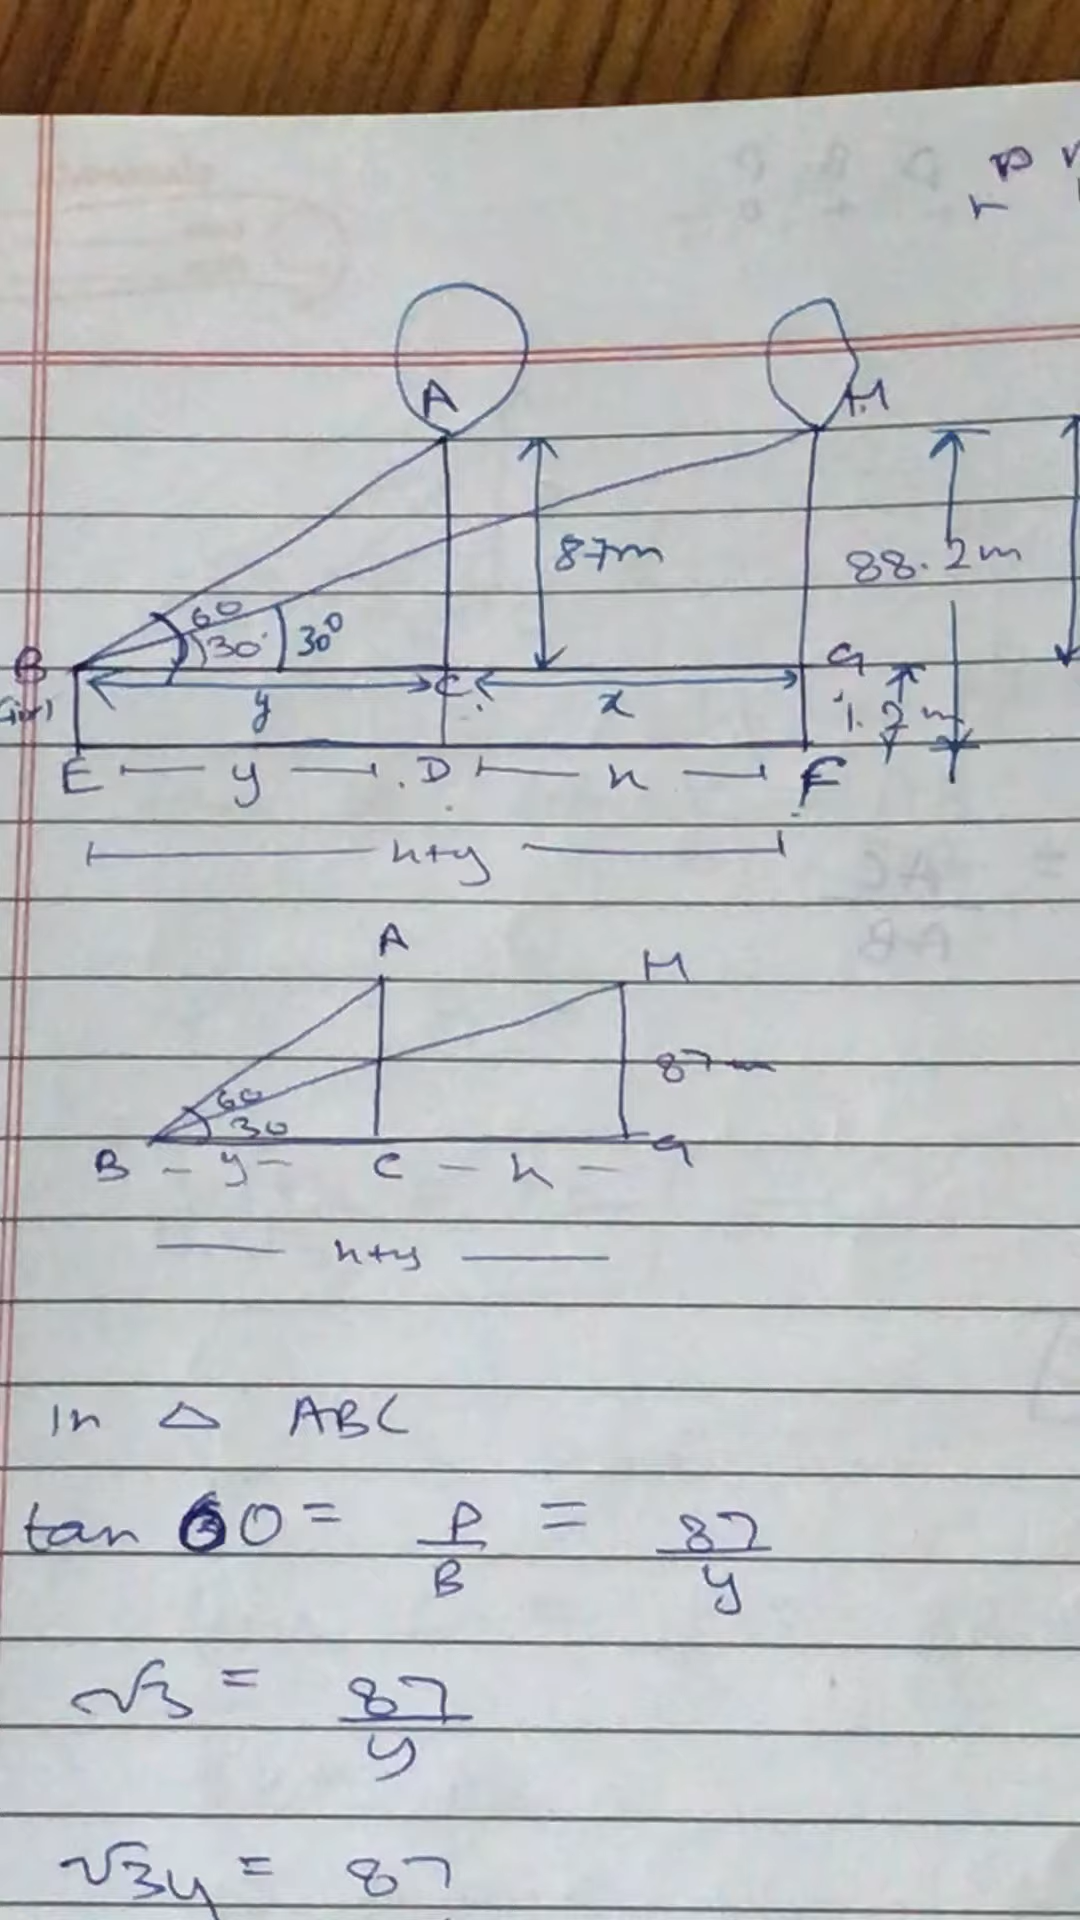 A
H
87m
88.2m
60
30°
30°
B
C
G
y
x
1.2m
E
y
D
x
F
x+y
A
H
87m
60
30
B - y - C - x - G
x+y
In △ ABC
tan 60 = P/B = 87/y
√3 = 87/y
√3y = 87